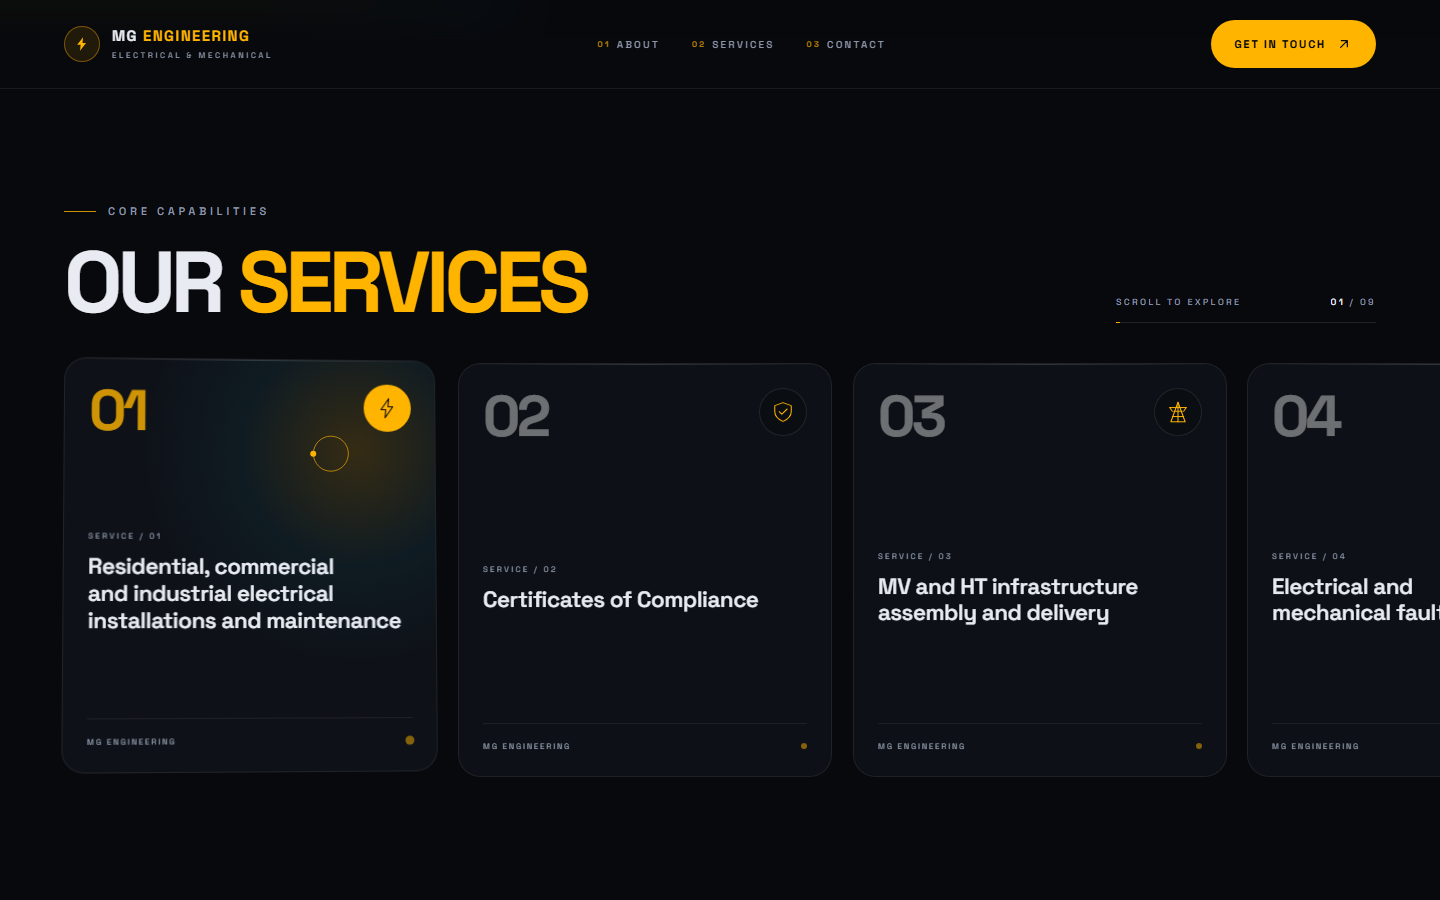 MG ENGINEERING
ELECTRICAL & MECHANICAL
01 ABOUT
02 SERVICES
03 CONTACT
GET IN TOUCH
CORE CAPABILITIES
OUR SERVICES
SCROLL TO EXPLORE
01 / 09
01
SERVICE / 01
Residential, commercial
and industrial electrical
installations and maintenance
MG ENGINEERING
02
SERVICE / 02
Certificates of Compliance
MG ENGINEERING
03
SERVICE / 03
MV and HT infrastructure
assembly and delivery
MG ENGINEERING
04
SERVICE / 04
Electrical and
mechanical fault
MG ENGINEERING